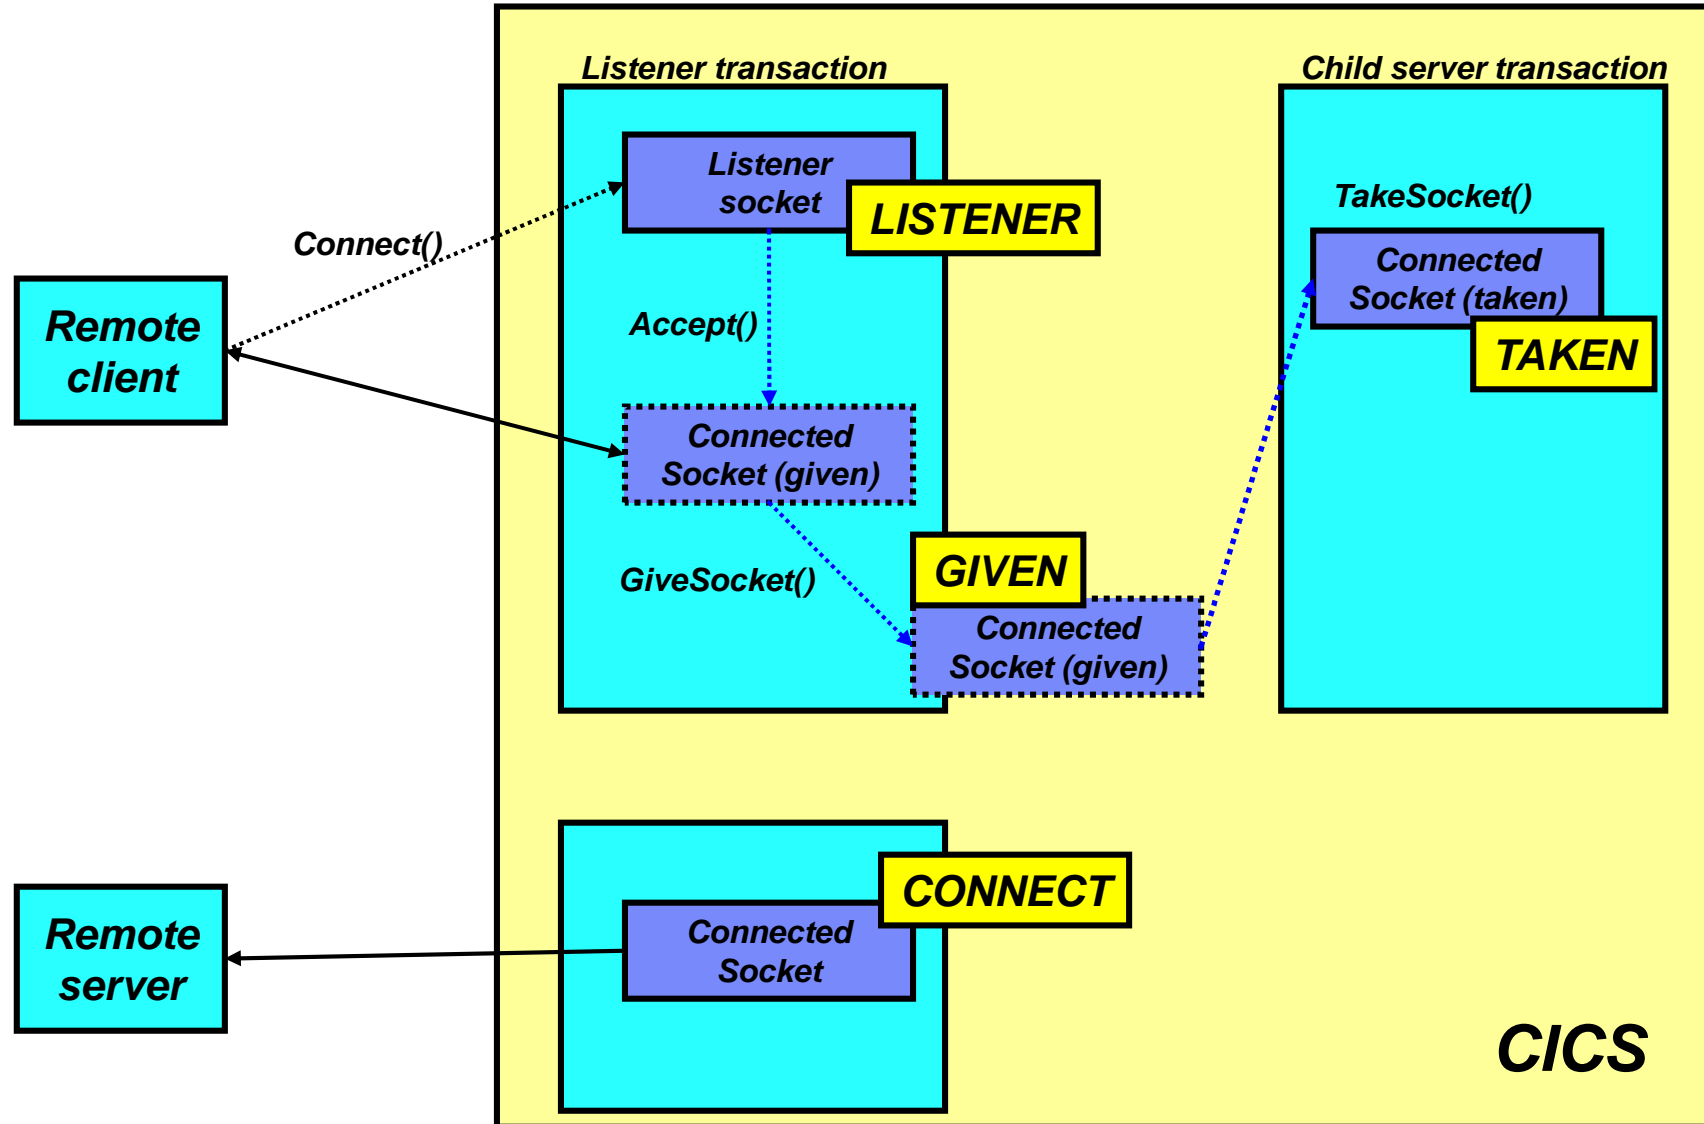 Listener transaction
Child server transaction
Listener
socket
LISTENER
TakeSocket()
Connect()
Connected
Socket (taken)
TAKEN
Remote
client
Accept()
Connected
Socket (given)
GIVEN
GiveSocket()
Connected
Socket (given)
CONNECT
Remote
server
Connected
Socket
CICS